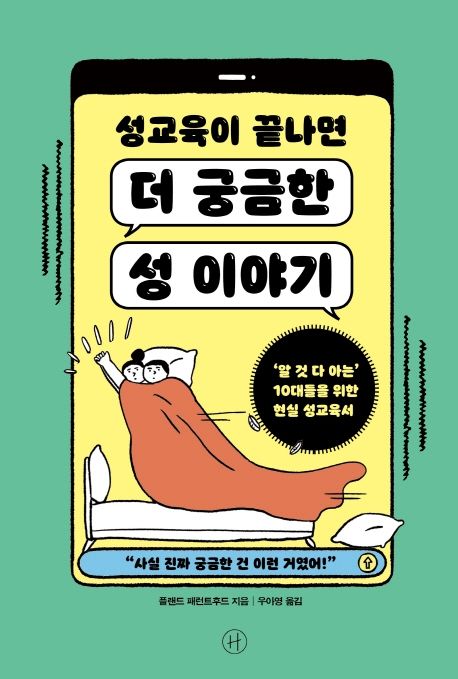 성교육이 끝나면
더 궁금한
성 이야기
‘알 것 다 아는’
10대들을 위한
현실 성교육서
“사실 진짜 궁금한 건 이런 거였어!”
플랜드 패런트후드 지음 | 우아영 옮김
H